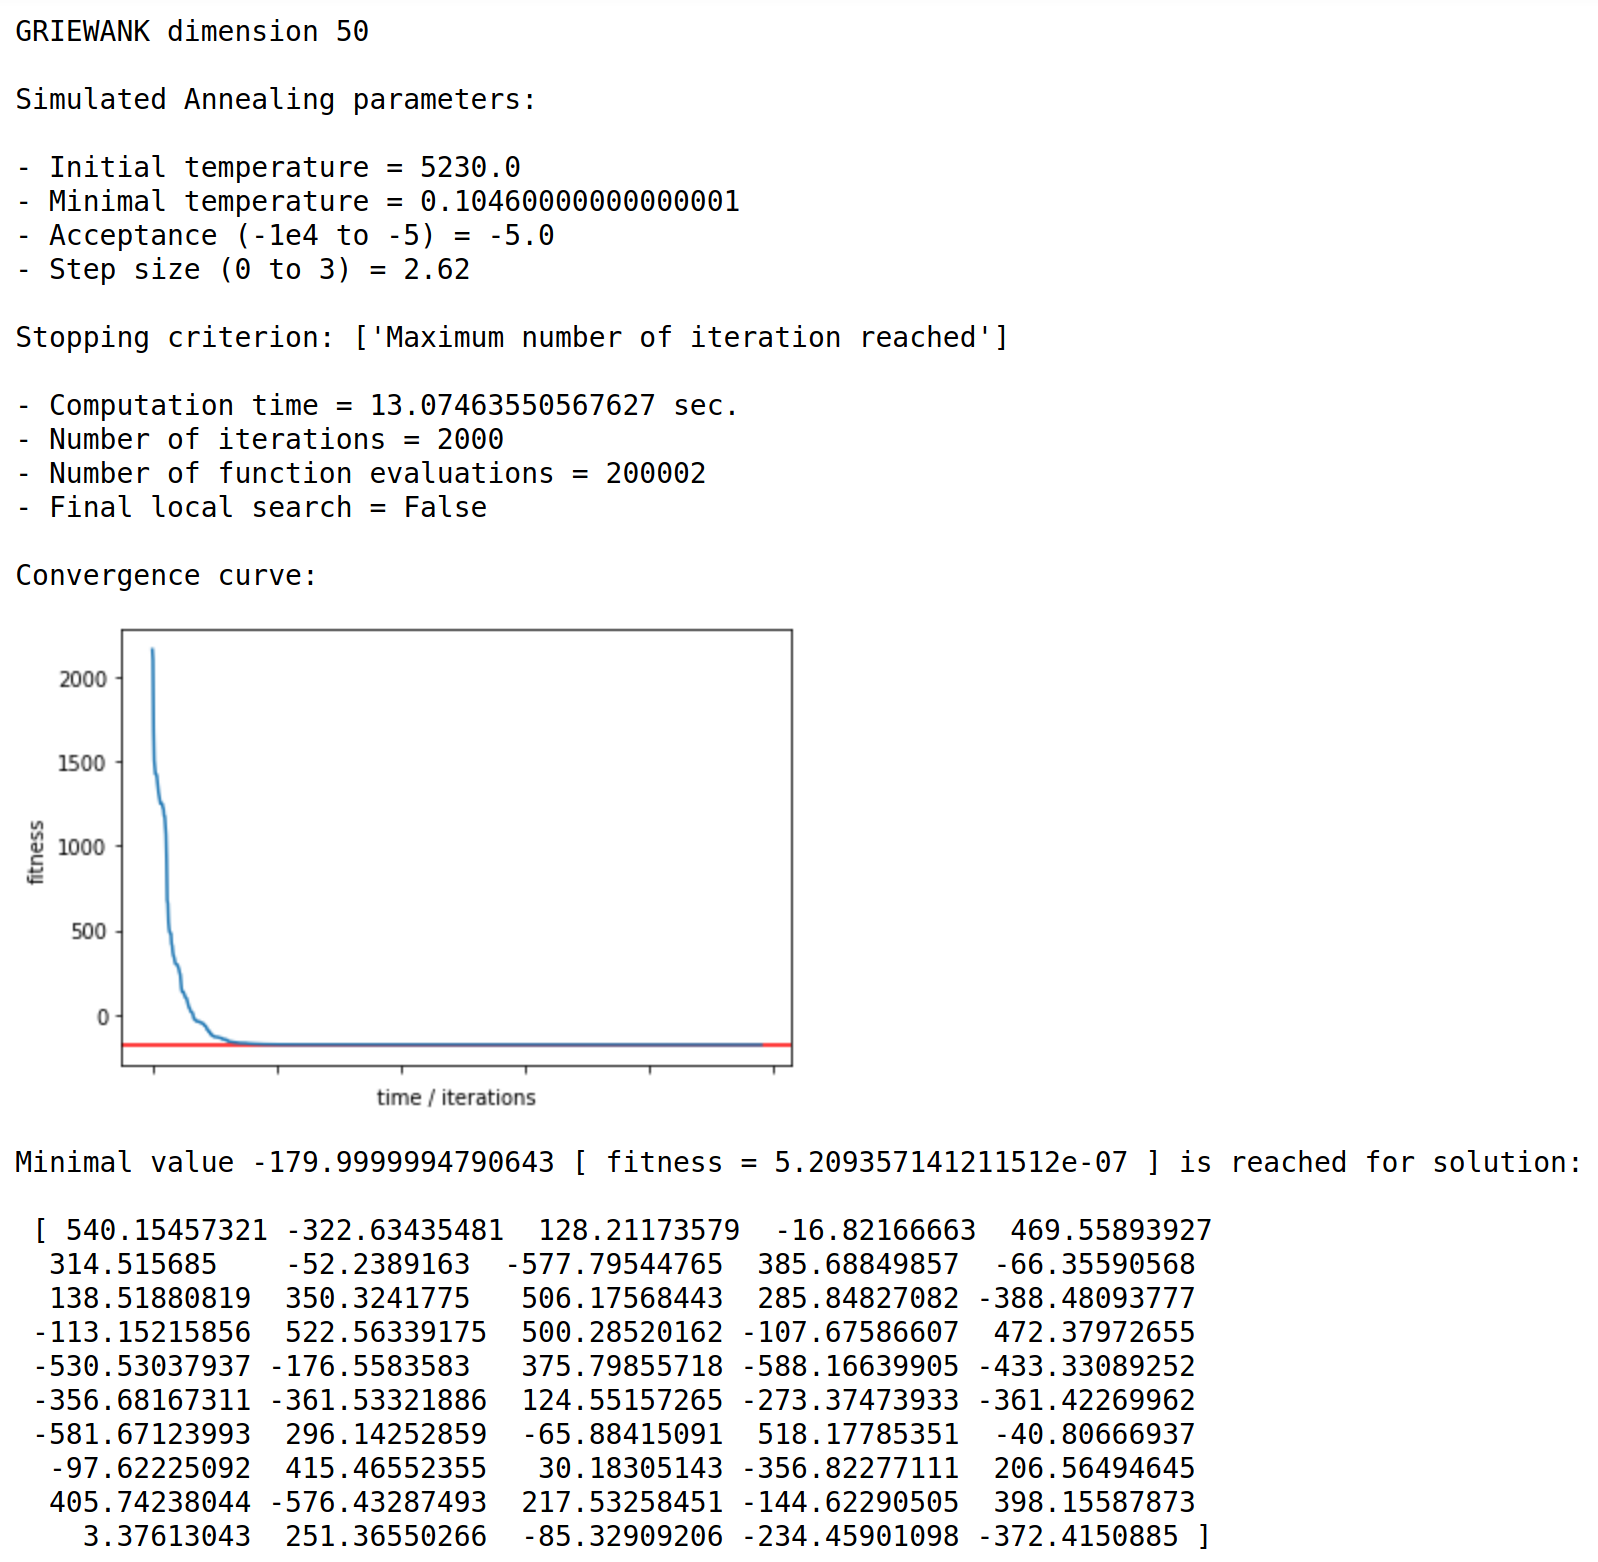 GRIEWANK dimension 50
Simulated Annealing parameters:
- Initial temperature = 5230.0
- Minimal temperature = 0.10460000000000001
- Acceptance (-1e4 to -5) = -5.0
- Step size (0 to 3) = 2.62
Stopping criterion: ['Maximum number of iteration reached']
- Computation time = 13.07463550567627 sec.
- Number of iterations = 2000
- Number of function evaluations = 200002
- Final local search = False
Convergence curve:
2000
1500
1000
500
0
fitness
time / iterations
Minimal value -179.9999994790643 [ fitness = 5.209357141211512e-07 ] is reached for solution:
[ 540.15457321 -322.63435481 128.21173579 -16.82166663 469.55893927
314.515685 -52.2389163 -577.79544765 385.68849857 -66.35590568
138.51880819 350.3241775 506.17568443 285.84827082 -388.48093777
-113.15215856 522.56339175 500.28520162 -107.67586607 472.37972655
-530.53037937 -176.5583583 375.79855718 -588.16639905 -433.33089252
-356.68167311 -361.53321886 124.55157265 -273.37473933 -361.42269962
-581.67123993 296.14252859 -65.88415091 518.17785351 -40.80666937
-97.62225092 415.46552355 30.18305143 -356.82277111 206.56494645
405.74238044 -576.43287493 217.53258451 -144.62290505 398.15587873
3.37613043 251.36550266 -85.32909206 -234.45901098 -372.4150885 ]